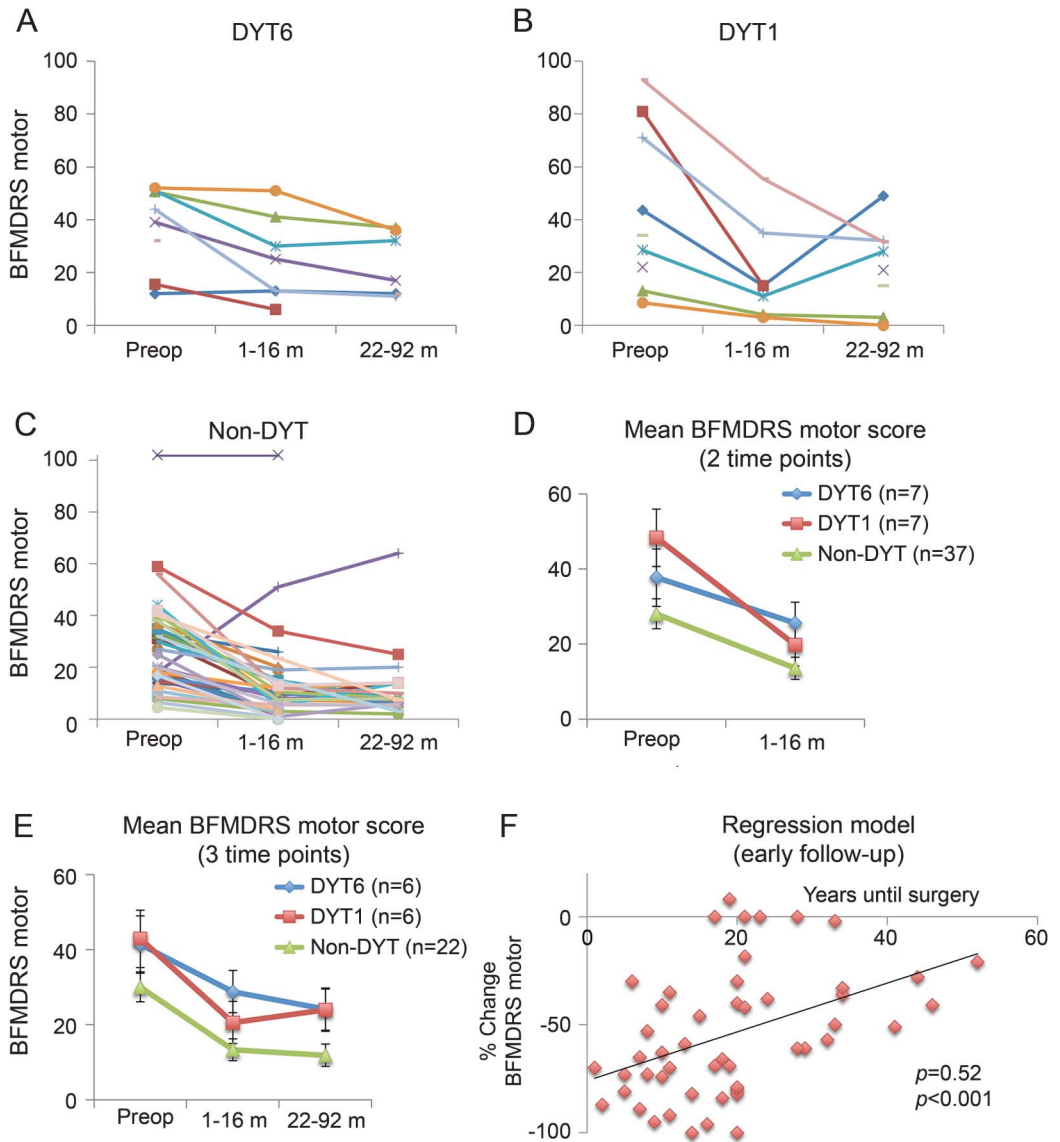 A
DYT6
BFMDRS motor
100
80
60
40
20
0
Preop 1-16 m 22-92 m
B
DYT1
BFMDRS motor
100
80
60
40
20
0
Preop 1-16 m 22-92 m
C
Non-DYT
BFMDRS motor
100
80
60
40
20
0
Preop 1-16 m 22-92 m
D
Mean BFMDRS motor score
(2 time points)
60
40
20
0
DYT6 (n=7)
DYT1 (n=7)
Non-DYT (n=37)
Preop 1-16 m
E
Mean BFMDRS motor score
(3 time points)
BFMDRS motor
60
40
20
0
DYT6 (n=6)
DYT1 (n=6)
Non-DYT (n=22)
Preop 1-16 m 22-92 m
F
Regression model
(early follow-up)
Years until surgery
% Change
BFMDRS motor
0
-50
-100
0 20 40 60
p=0.52
p<0.001